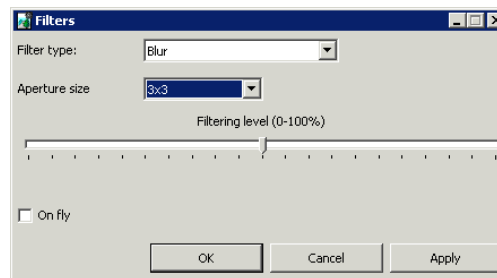 Filters
Filter type: Blur
Aperture size 3x3
Filtering level (0-100%)
On fly
OK Cancel Apply